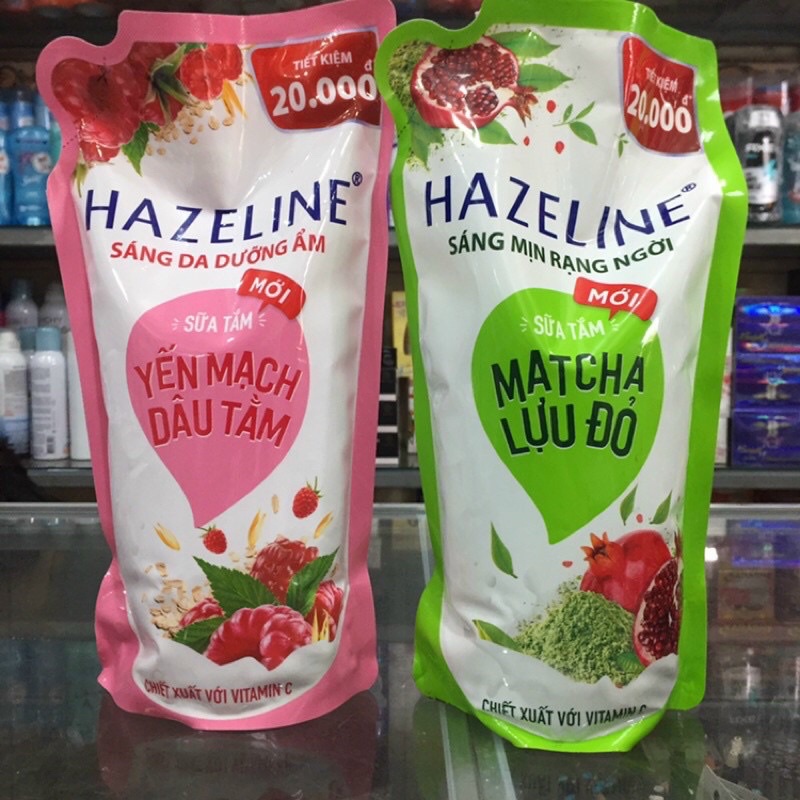 TIẾT KIỆM
20.000đ
HAZELINE®
SÁNG DA DƯỠNG ẨM
MỚI
SỮA TẮM
YẾN MẠCH
DÂU TẰM
CHIẾT XUẤT VỚI VITAMIN C
TIẾT KIỆM
20.000đ
HAZELINE®
SÁNG MỊN RẠNG NGỜI
MỚI
SỮA TẮM
MATCHA
LỰU ĐỎ
CHIẾT XUẤT VỚI VITAMIN C